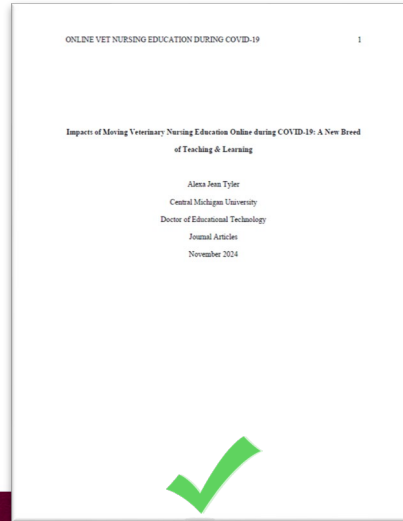 ONLINE VET NURSING EDUCATION DURING COVID-19 1
Impacts of Moving Veterinary Nursing Education Online during COVID-19: A New Breed
of Teaching & Learning
Alexa Jean Tyler
Central Michigan University
Doctor of Educational Technology
Journal Articles
November 2024